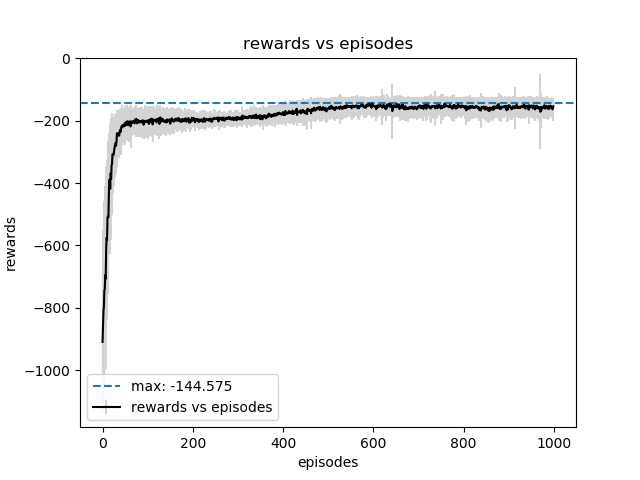 rewards vs episodes
0
−200
−400
−600
−800
−1000
rewards
max: -144.575
rewards vs episodes
0 200 400 600 800 1000
episodes